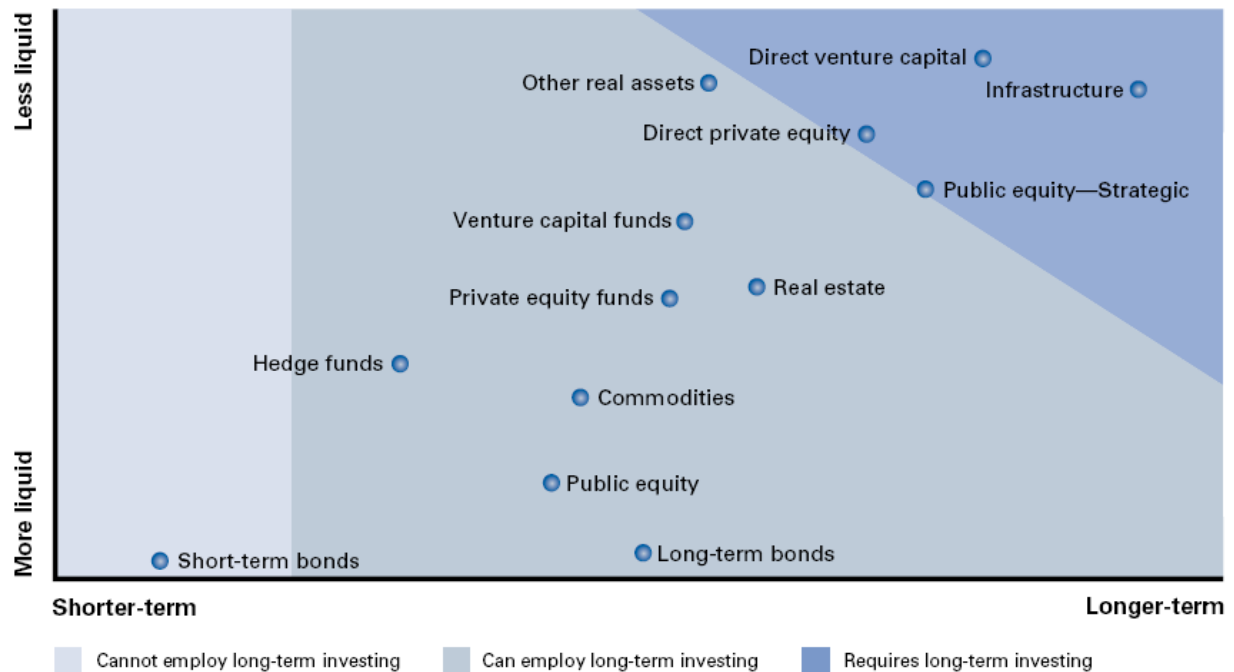 Less liquid
More liquid
Direct venture capital
Other real assets
Infrastructure
Direct private equity
Public equity—Strategic
Venture capital funds
Real estate
Private equity funds
Hedge funds
Commodities
Public equity
Long-term bonds
Short-term bonds
Shorter-term
Longer-term
Cannot employ long-term investing
Can employ long-term investing
Requires long-term investing